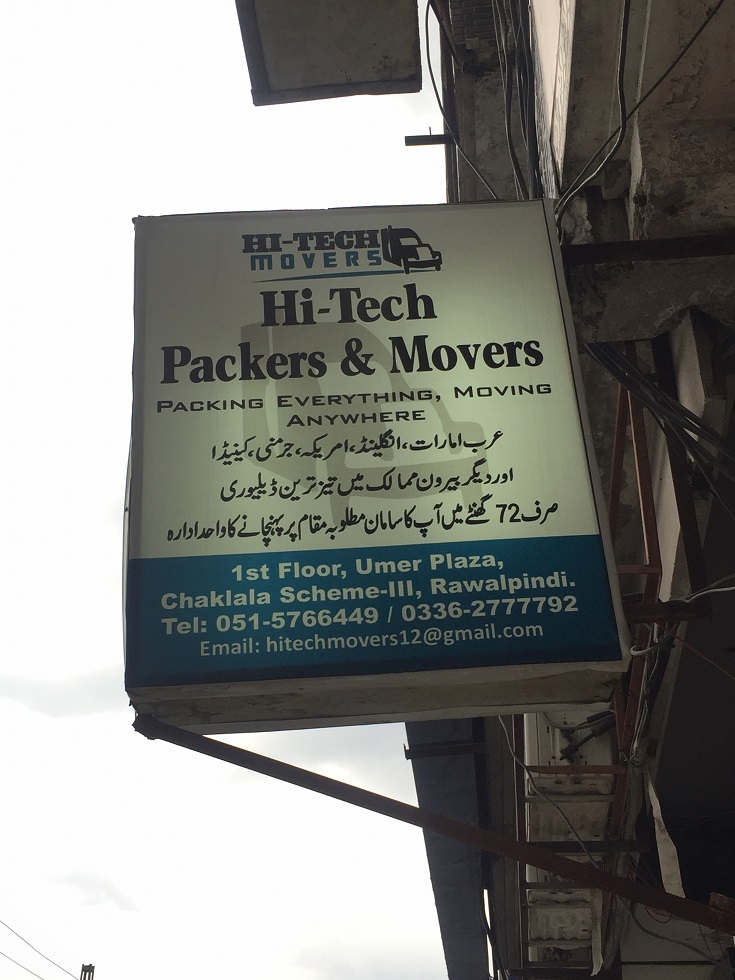 HI-TECH
MOVERS
Hi-Tech
Packers & Movers
PACKING EVERYTHING, MOVING
ANYWHERE
عرب امارات، انگلینڈ، امریکہ، جرمنی، کینیڈا
اور دیگر بیرون ممالک میں تیز ترین ڈیلیوری
صرف 72 گھنٹے میں آپ کا سامان مطلوبہ مقام پر پہنچانے کا واحد ادارہ
1st Floor, Umer Plaza,
Chaklala Scheme-III, Rawalpindi.
Tel: 051-5766449 / 0336-2777792
Email: hitechmovers12@gmail.com